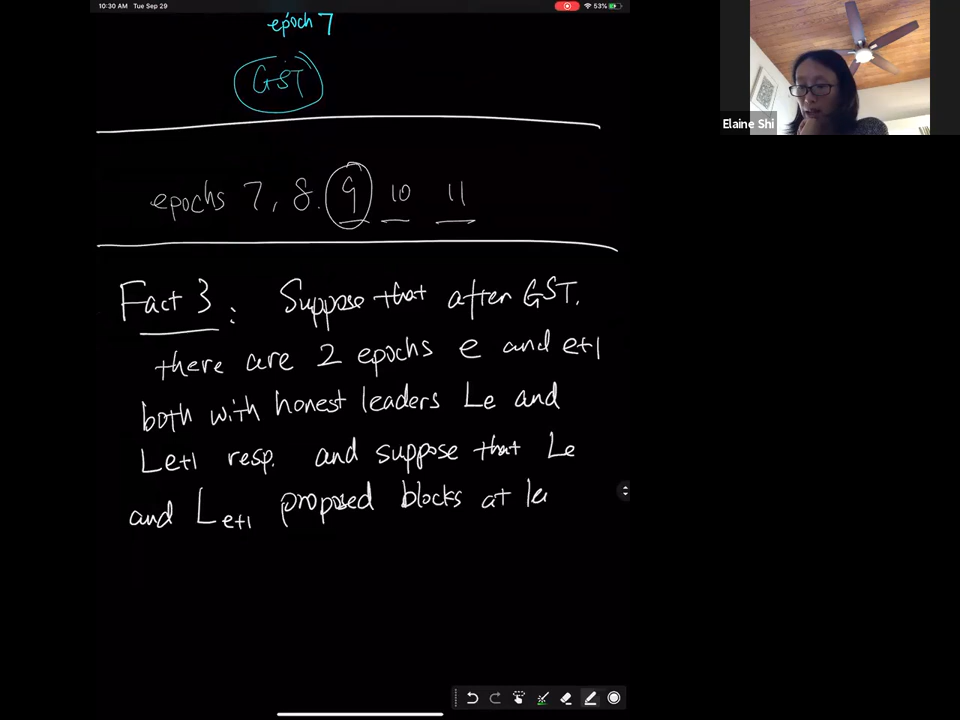 10:30 AM Tue Sep 29
53%
epoch 7
GST
Elaine Shi
epochs 7, 8. 9 10 11
Fact 3: Suppose that after GST.
there are 2 epochs e and e+1
both with honest leaders Le and
Le+1 resp. and suppose that Le
and Le+1 proposed blocks at le